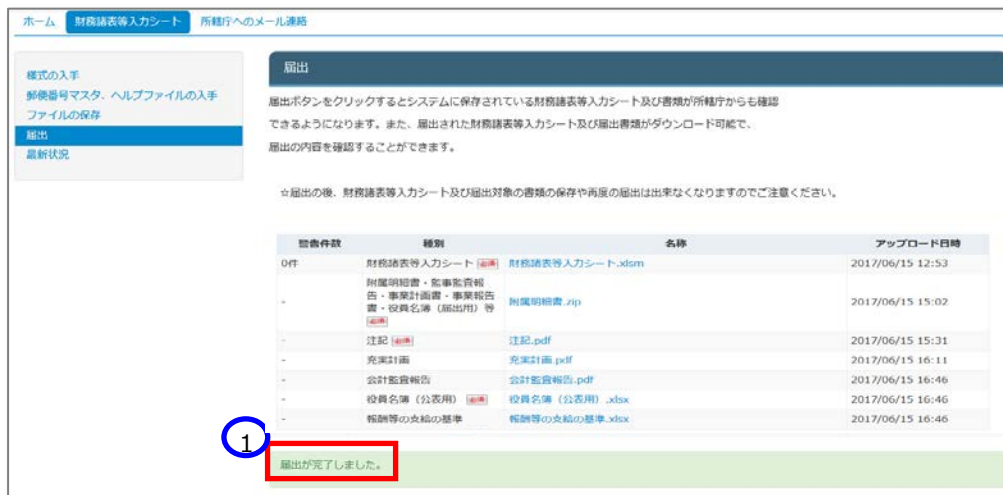 ホーム 財務諸表等入力シート 所轄庁へのメール連絡
様式の入手
郵便番号マスタ、ヘルプファイルの入手
ファイルの保存
届出
最新状況
届出
届出ボタンをクリックするとシステムに保存されている財務諸表等入力シート及び書類が所轄庁からも確認
できるようになります。また、届出された財務諸表等入力シート及び届出書類がダウンロード可能で、
届出の内容を確認することができます。
☆届出の後、財務諸表等入力シート及び届出対象の書類の保存や再度の届出は出来なくなりますのでご注意ください。
警告件数 種別 名称 アップロード日時
0件 財務諸表等入力シート 必須 財務諸表等入力シート.xlsm 2017/06/15 12:53
附属明細書・監事監査報
告・事業計画書・事業報告
- 書・役員名簿（届出用）等 附属明細書.zip 2017/06/15 15:02
必須
- 注記 必須 注記.pdf 2017/06/15 15:31
- 充実計画 充実計画.pdf 2017/06/15 16:11
- 会計監査報告 会計監査報告.pdf 2017/06/15 16:46
- 役員名簿（公表用） 必須 役員名簿（公表用）.xlsx 2017/06/15 16:46
- 報酬等の支給の基準 報酬等の支給の基準.xlsx 2017/06/15 16:46
1
届出が完了しました。